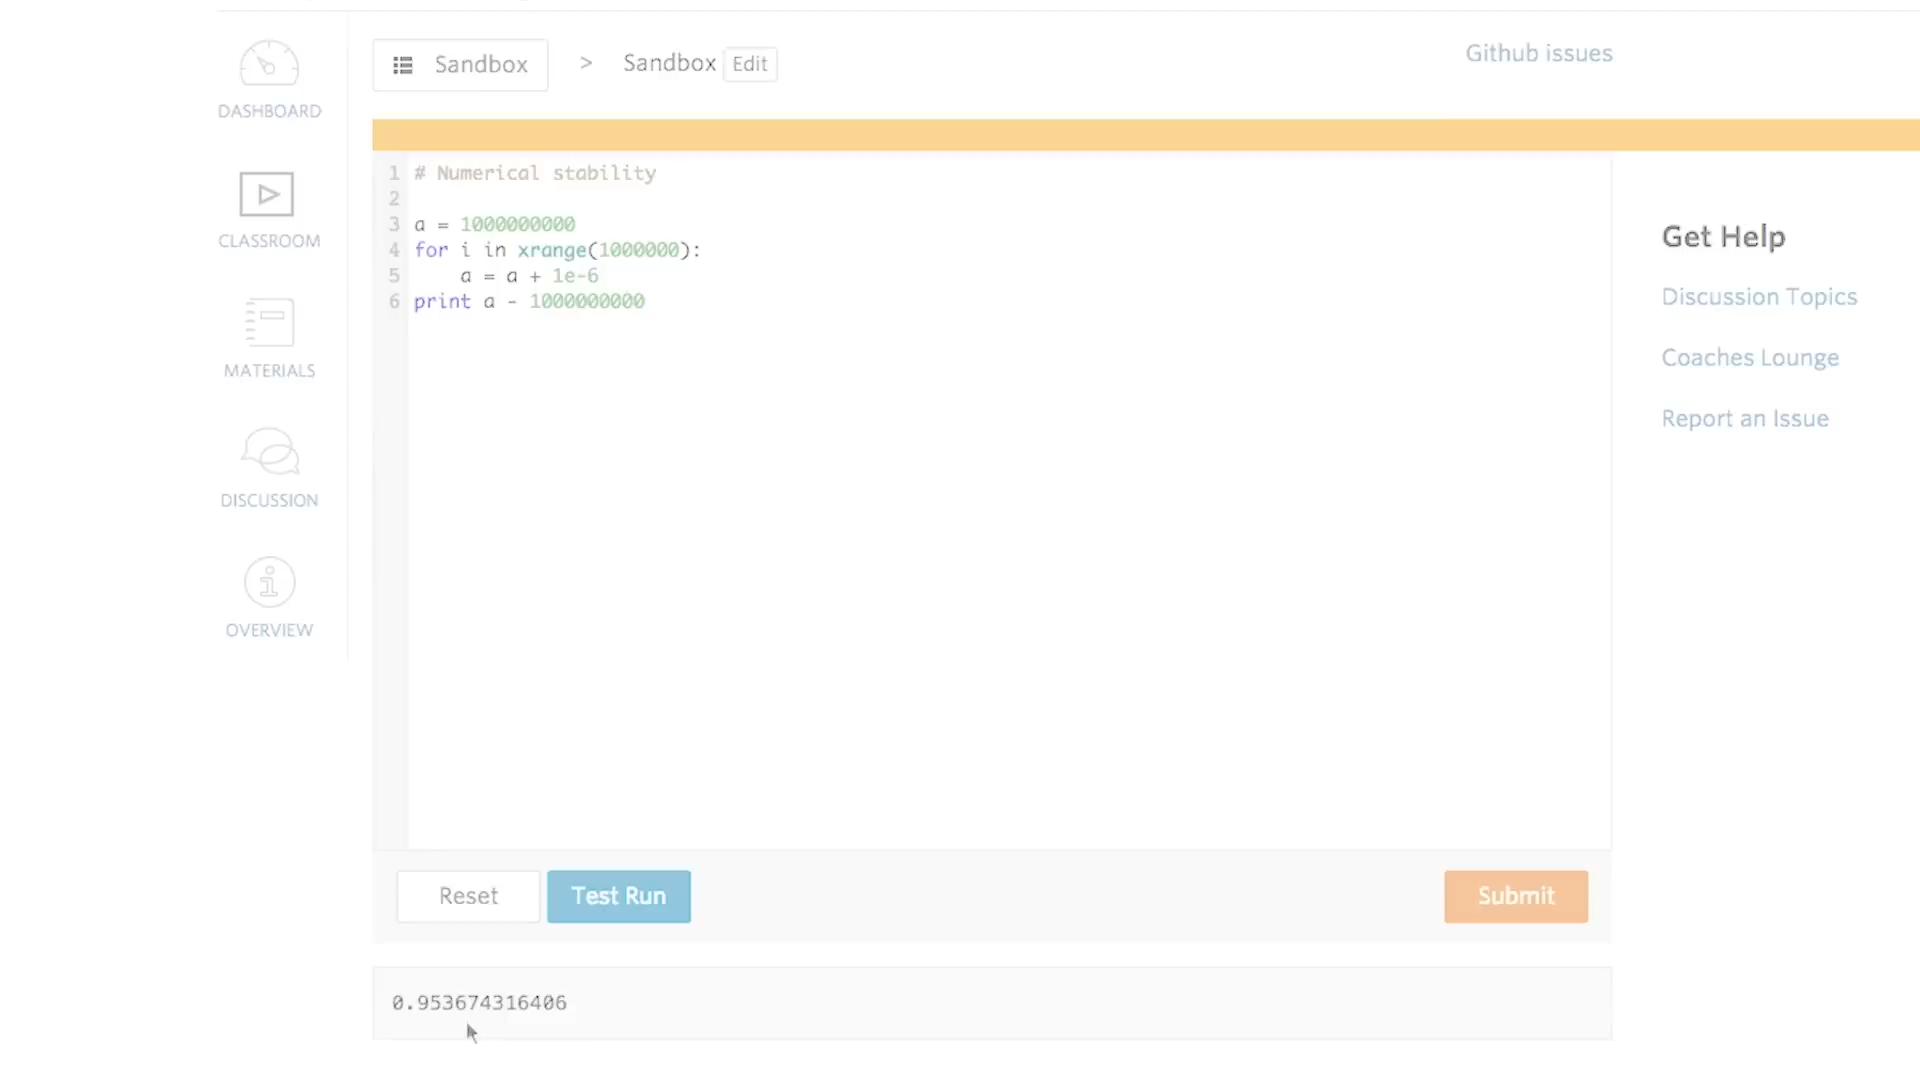 DASHBOARD
CLASSROOM
MATERIALS
DISCUSSION
OVERVIEW
Sandbox > Sandbox Edit
Github issues
1 # Numerical stability
2
3 a = 1000000000
4 for i in xrange(1000000):
5     a = a + 1e-6
6 print a - 1000000000
Get Help
Discussion Topics
Coaches Lounge
Report an Issue
Reset Test Run Submit
0.953674316406